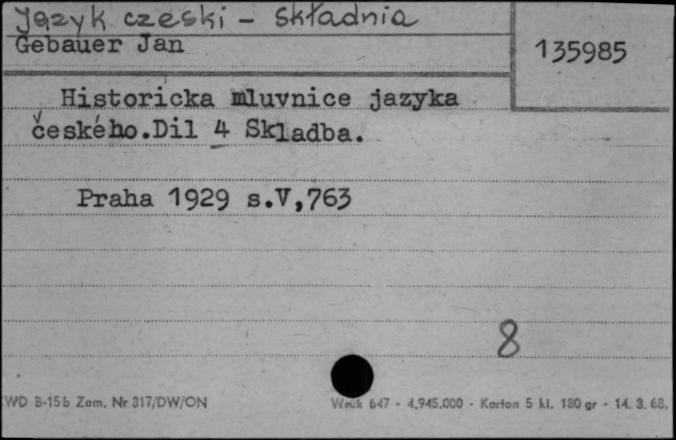 Język czeski - składnia
Gebauer Jan
135985
Historicka mluvnice jazyka
českého.Dil 4 Skladba.
Praha 1929 s.V,763
8
WD B-15b Zam. Nr 317/DW/ON
647 - 4.945.000 - Karton 5 kl. 180 gr - 14. 3. 68.